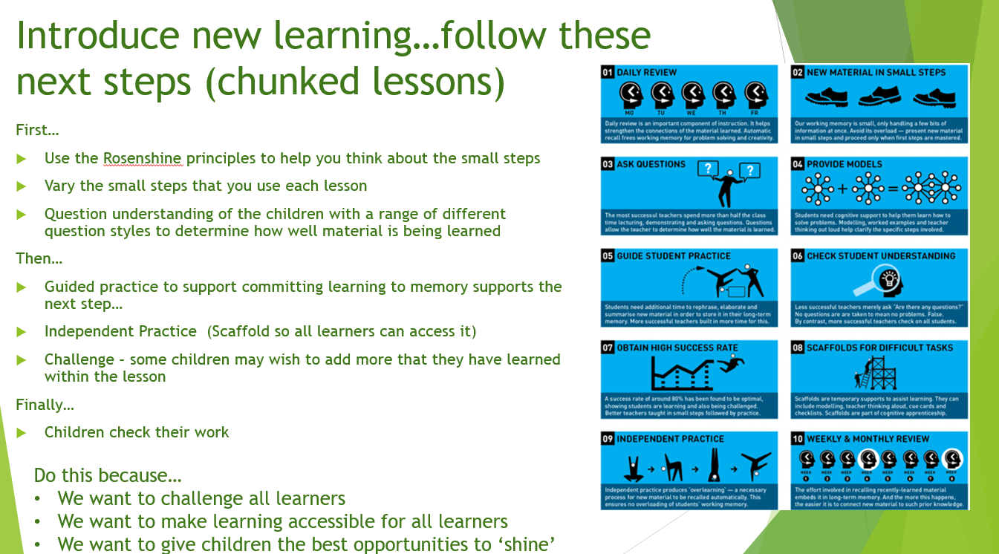 Introduce new learning…follow these
next steps (chunked lessons)
First…
Use the Rosenshine principles to help you think about the small steps
Vary the small steps that you use each lesson
Question understanding of the children with a range of different
question styles to determine how well material is being learned
Then…
Guided practice to support committing learning to memory supports the
next step…
Independent Practice  (Scaffold so all learners can access it)
Challenge – some children may wish to add more that they have learned
within the lesson
Finally…
Children check their work
Do this because…
• We want to challenge all learners
• We want to make learning accessible for all learners
• We want to give children the best opportunities to ‘shine’
01 DAILY REVIEW
MO TU WE TH FR
Daily review is an important component of instruction. It helps
strengthen the connections of the material learned. Automatic
recall frees working memory for problem solving and creativity.
02 NEW MATERIAL IN SMALL STEPS
Our working memory is small, only handling a few bits of
information at once. Avoid its overload — present new material
in small steps and proceed only when first steps are mastered.
03 ASK QUESTIONS
? ?
The most successful teachers spend more than half the class
time lecturing, demonstrating and asking questions. Questions
allow the teacher to determine how well the material is learned.
04 PROVIDE MODELS
+ =
Students need cognitive support to help them learn how to
solve problems. Modelling, worked examples and teacher
thinking out loud help clarify the specific steps involved.
05 GUIDE STUDENT PRACTICE
Students need additional time to rephrase, elaborate and
summarise new material in order to store it in their long-term
memory. More successful teachers built in more time for this.
06 CHECK STUDENT UNDERSTANDING
Less successful teachers merely ask "Are there any questions?"
No questions are are taken to mean no problems. False.
By contrast, more successful teachers check on all students.
07 OBTAIN HIGH SUCCESS RATE
A success rate of around 80% has been found to be optimal,
showing students are learning and also being challenged.
Better teachers taught in small steps followed by practice.
08 SCAFFOLDS FOR DIFFICULT TASKS
Scaffolds are temporary supports to assist learning. They can
include modelling, teacher thinking aloud, cue cards and
checklists. Scaffolds are part of cognitive apprenticeship.
09 INDEPENDENT PRACTICE
Independent practice produces 'overlearning' — a necessary
process for new material to be recalled automatically. This
ensures no overloading of students' working memory.
10 WEEKLY & MONTHLY REVIEW
WEEK WEEK WEEK WEEK WEEK WEEK WEEK WEEK
1 2 3 4 5 6 7 8
The effort involved in recalling recently-learned material
embeds it in long-term memory. And the more this happens,
the easier it is to connect new material to such prior knowledge.